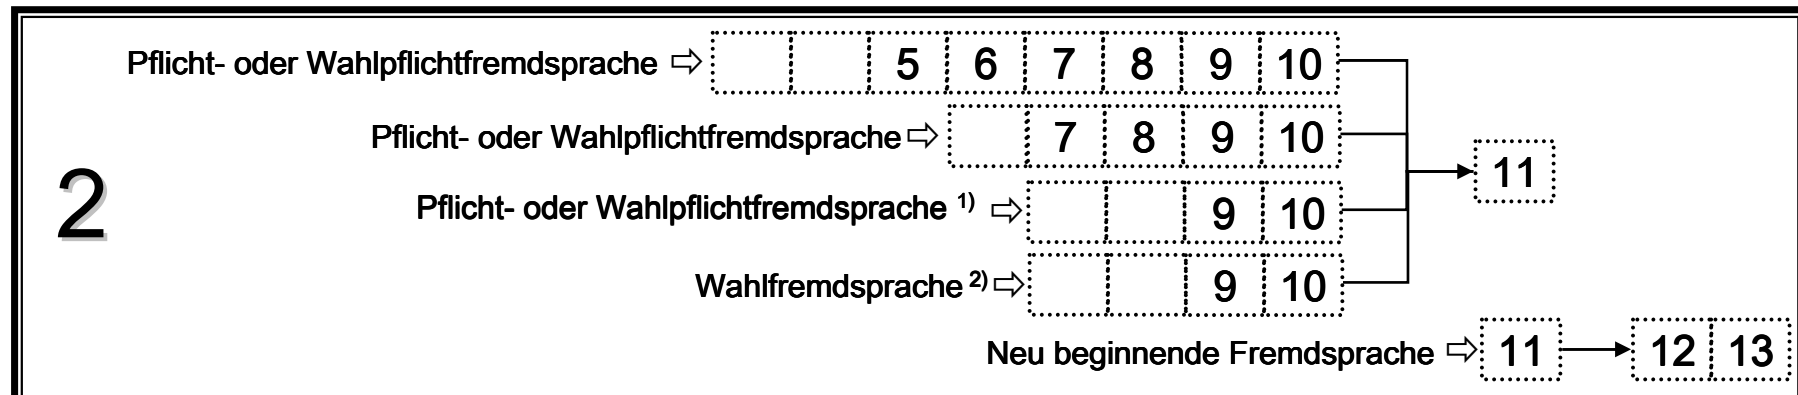 Pflicht- oder Wahlpflichtfremdsprache ⇨ 5 6 7 8 9 10
Pflicht- oder Wahlpflichtfremdsprache ⇨ 7 8 9 10
11
2
Pflicht- oder Wahlpflichtfremdsprache 1) ⇨ 9 10
Wahlfremdsprache 2) ⇨ 9 10
Neu beginnende Fremdsprache ⇨ 11 12 13